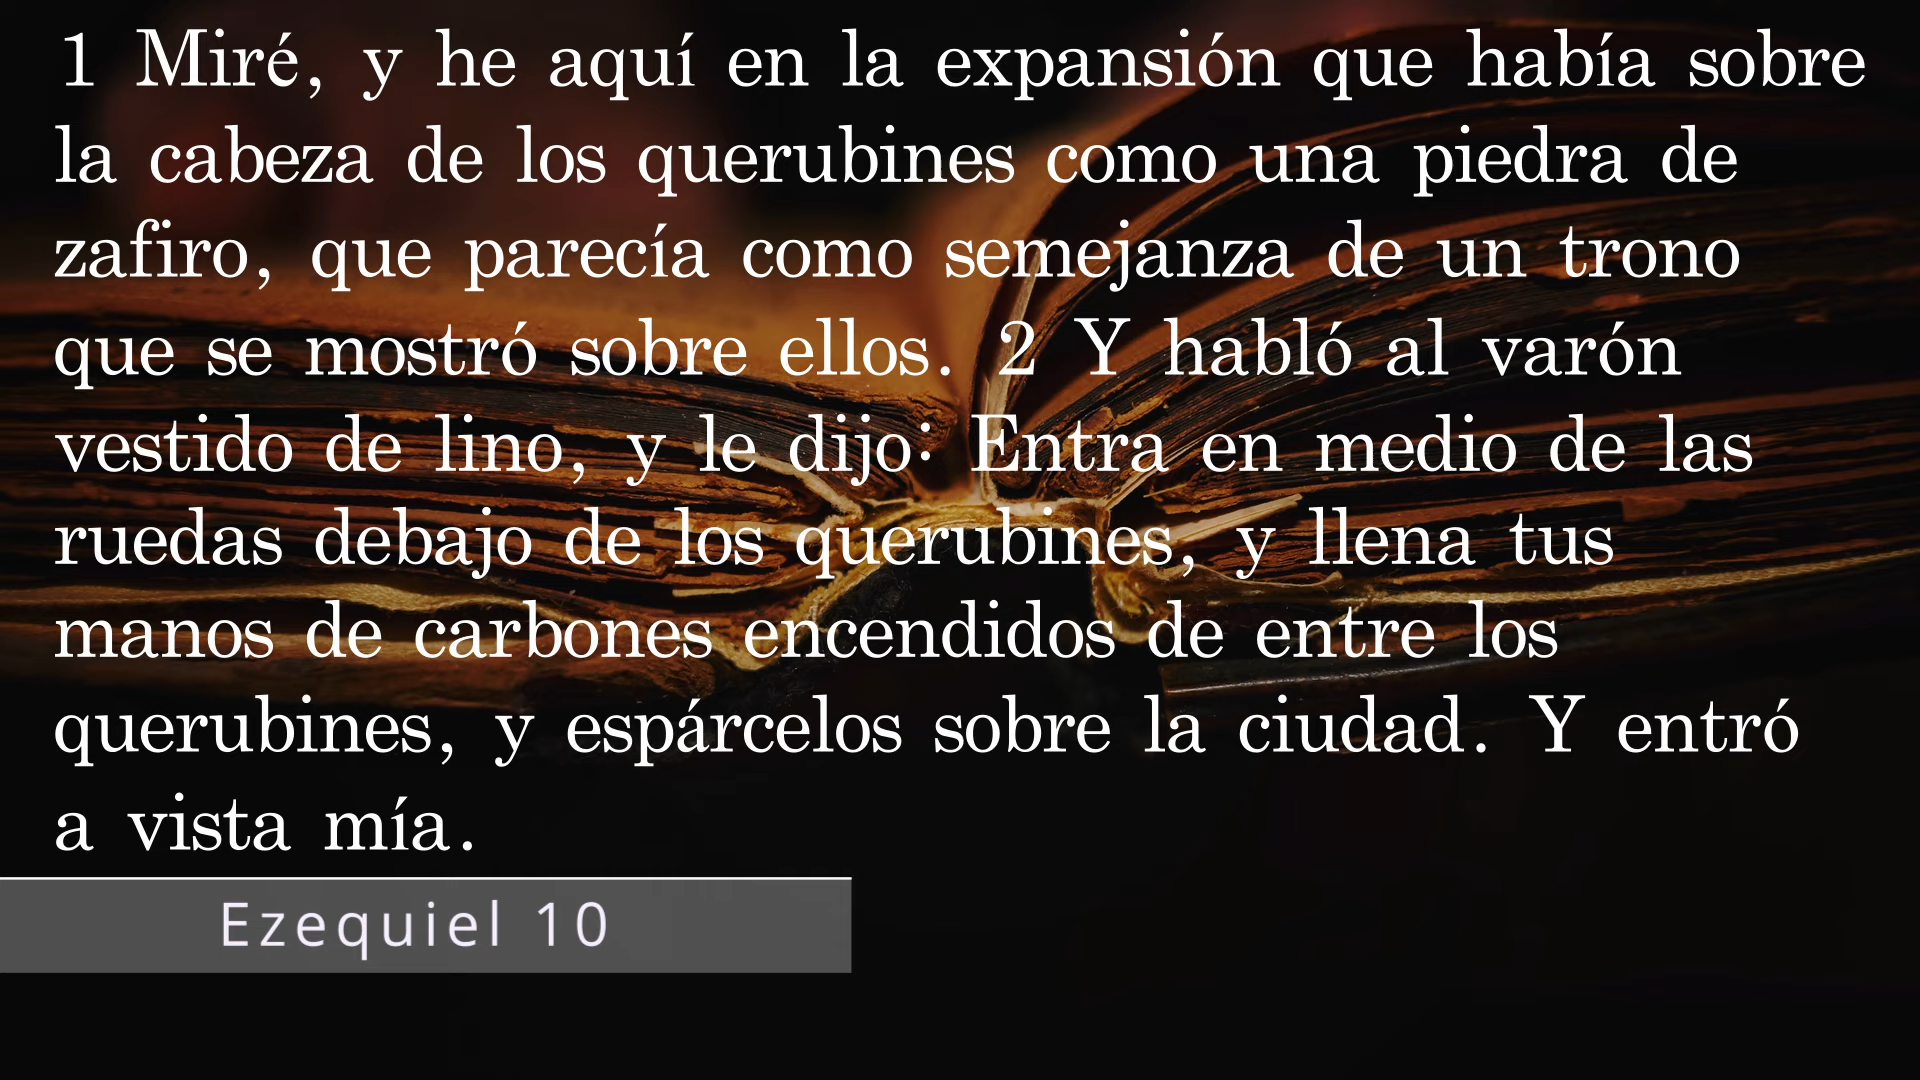 1 Miré, y he aquí en la expansión que había sobre
la cabeza de los querubines como una piedra de
zafiro, que parecía como semejanza de un trono
que se mostró sobre ellos. 2 Y habló al varón
vestido de lino, y le dijo: Entra en medio de las
ruedas debajo de los querubines, y llena tus
manos de carbones encendidos de entre los
querubines, y espárcelos sobre la ciudad. Y entró
a vista mía.
Ezequiel 10